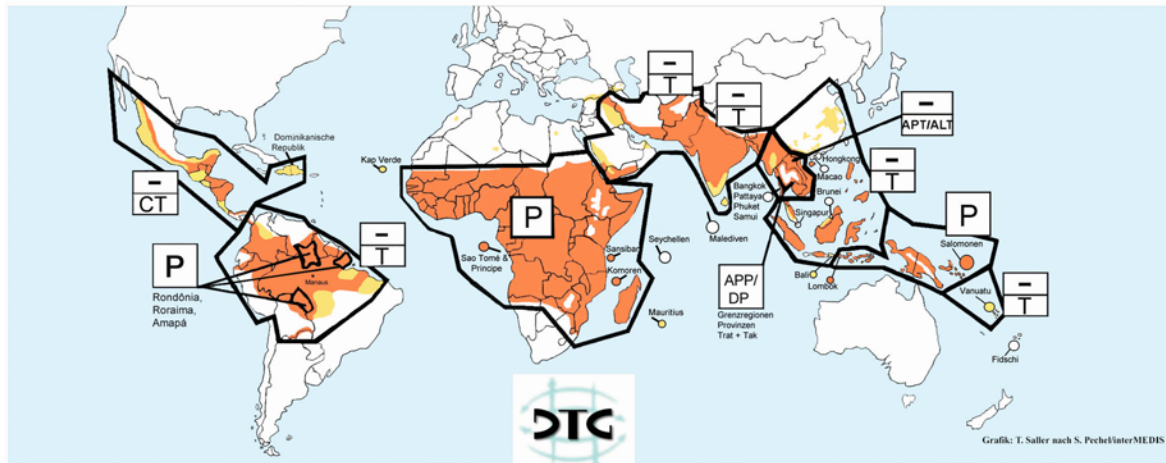 Dominikanische
Republik
–
CT
P
Rondônia,
Roraima,
Amapá
Manaus
–
T
Kap Verde
P
Sao Tomé &
Principe
Sansibar
Komoren
Seychellen
Mauritius
Malediven
–
T
–
T
–
APT/ALT
Hongkong
Macao
Brunei
Bangkok
Pattaya
Phuket
Samui
Singapur
–
T
P
Salomonen
APP/
DP
Grenzregionen
Provinzen
Trat + Tak
Bali
Lombok
Vanuatu
–
T
Fidschi
DTG
Grafik: T. Saller nach S. Pechel/interMEDIS